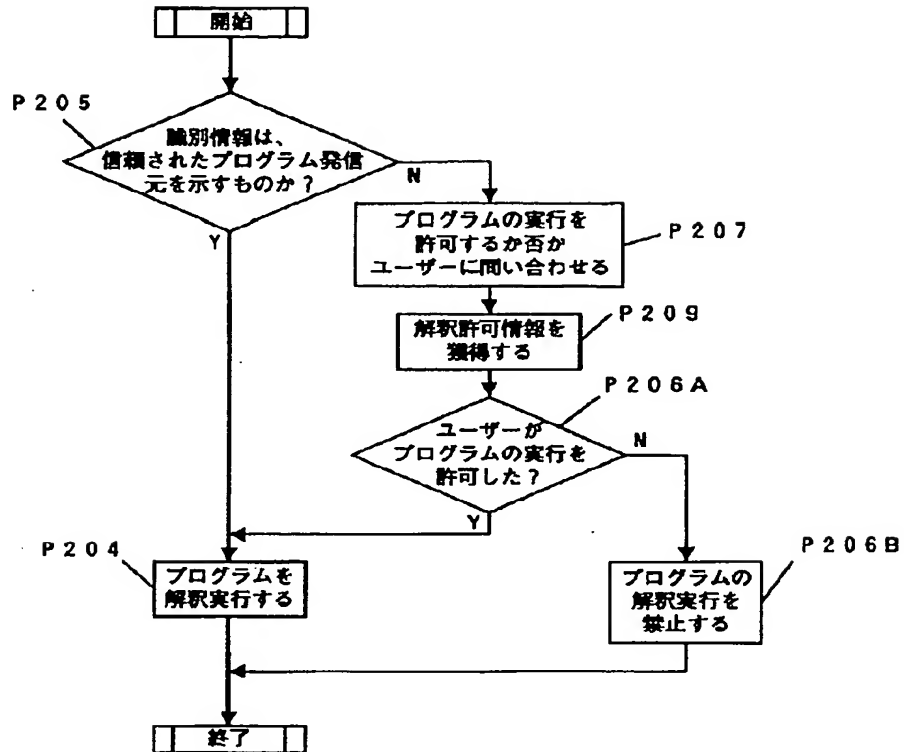 開始
P205
識別情報は、
信頼されたプログラム発信
元を示すものか？
N
Y
プログラムの実行を
許可するか否か
ユーザーに問い合わせる
P207
解釈許可情報を
獲得する
P209
P206A
ユーザーが
プログラムの実行を
許可した？
N
Y
P204
プログラムを
解釈実行する
P206B
プログラムの
解釈実行を
禁止する
終了